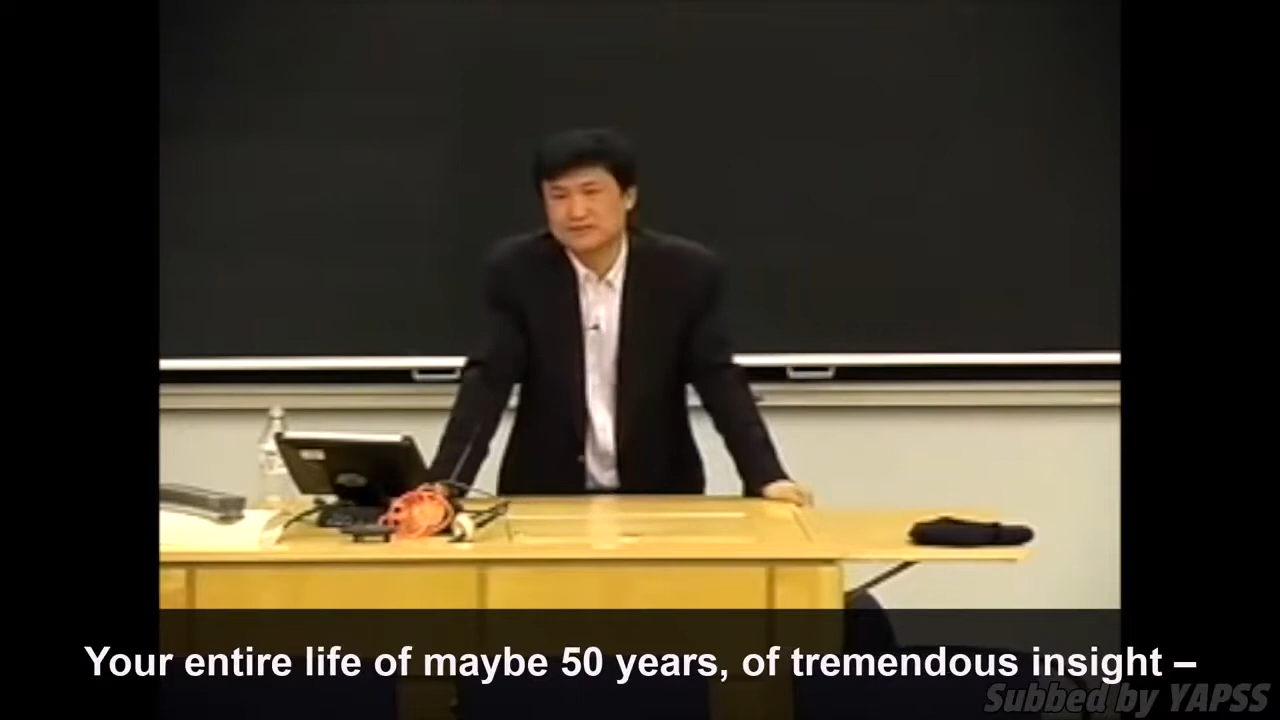 Your entire life of maybe 50 years, of tremendous insight –
Subbed by YAPSS